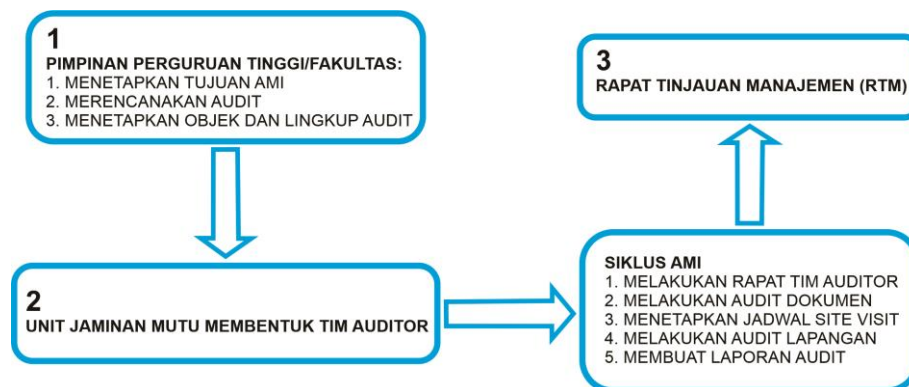 1
PIMPINAN PERGURUAN TINGGI/FAKULTAS:
1. MENETAPKAN TUJUAN AMI
2. MERENCANAKAN AUDIT
3. MENETAPKAN OBJEK DAN LINGKUP AUDIT
2
UNIT JAMINAN MUTU MEMBENTUK TIM AUDITOR
SIKLUS AMI
1. MELAKUKAN RAPAT TIM AUDITOR
2. MELAKUKAN AUDIT DOKUMEN
3. MENETAPKAN JADWAL SITE VISIT
4. MELAKUKAN AUDIT LAPANGAN
5. MEMBUAT LAPORAN AUDIT
3
RAPAT TINJAUAN MANAJEMEN (RTM)